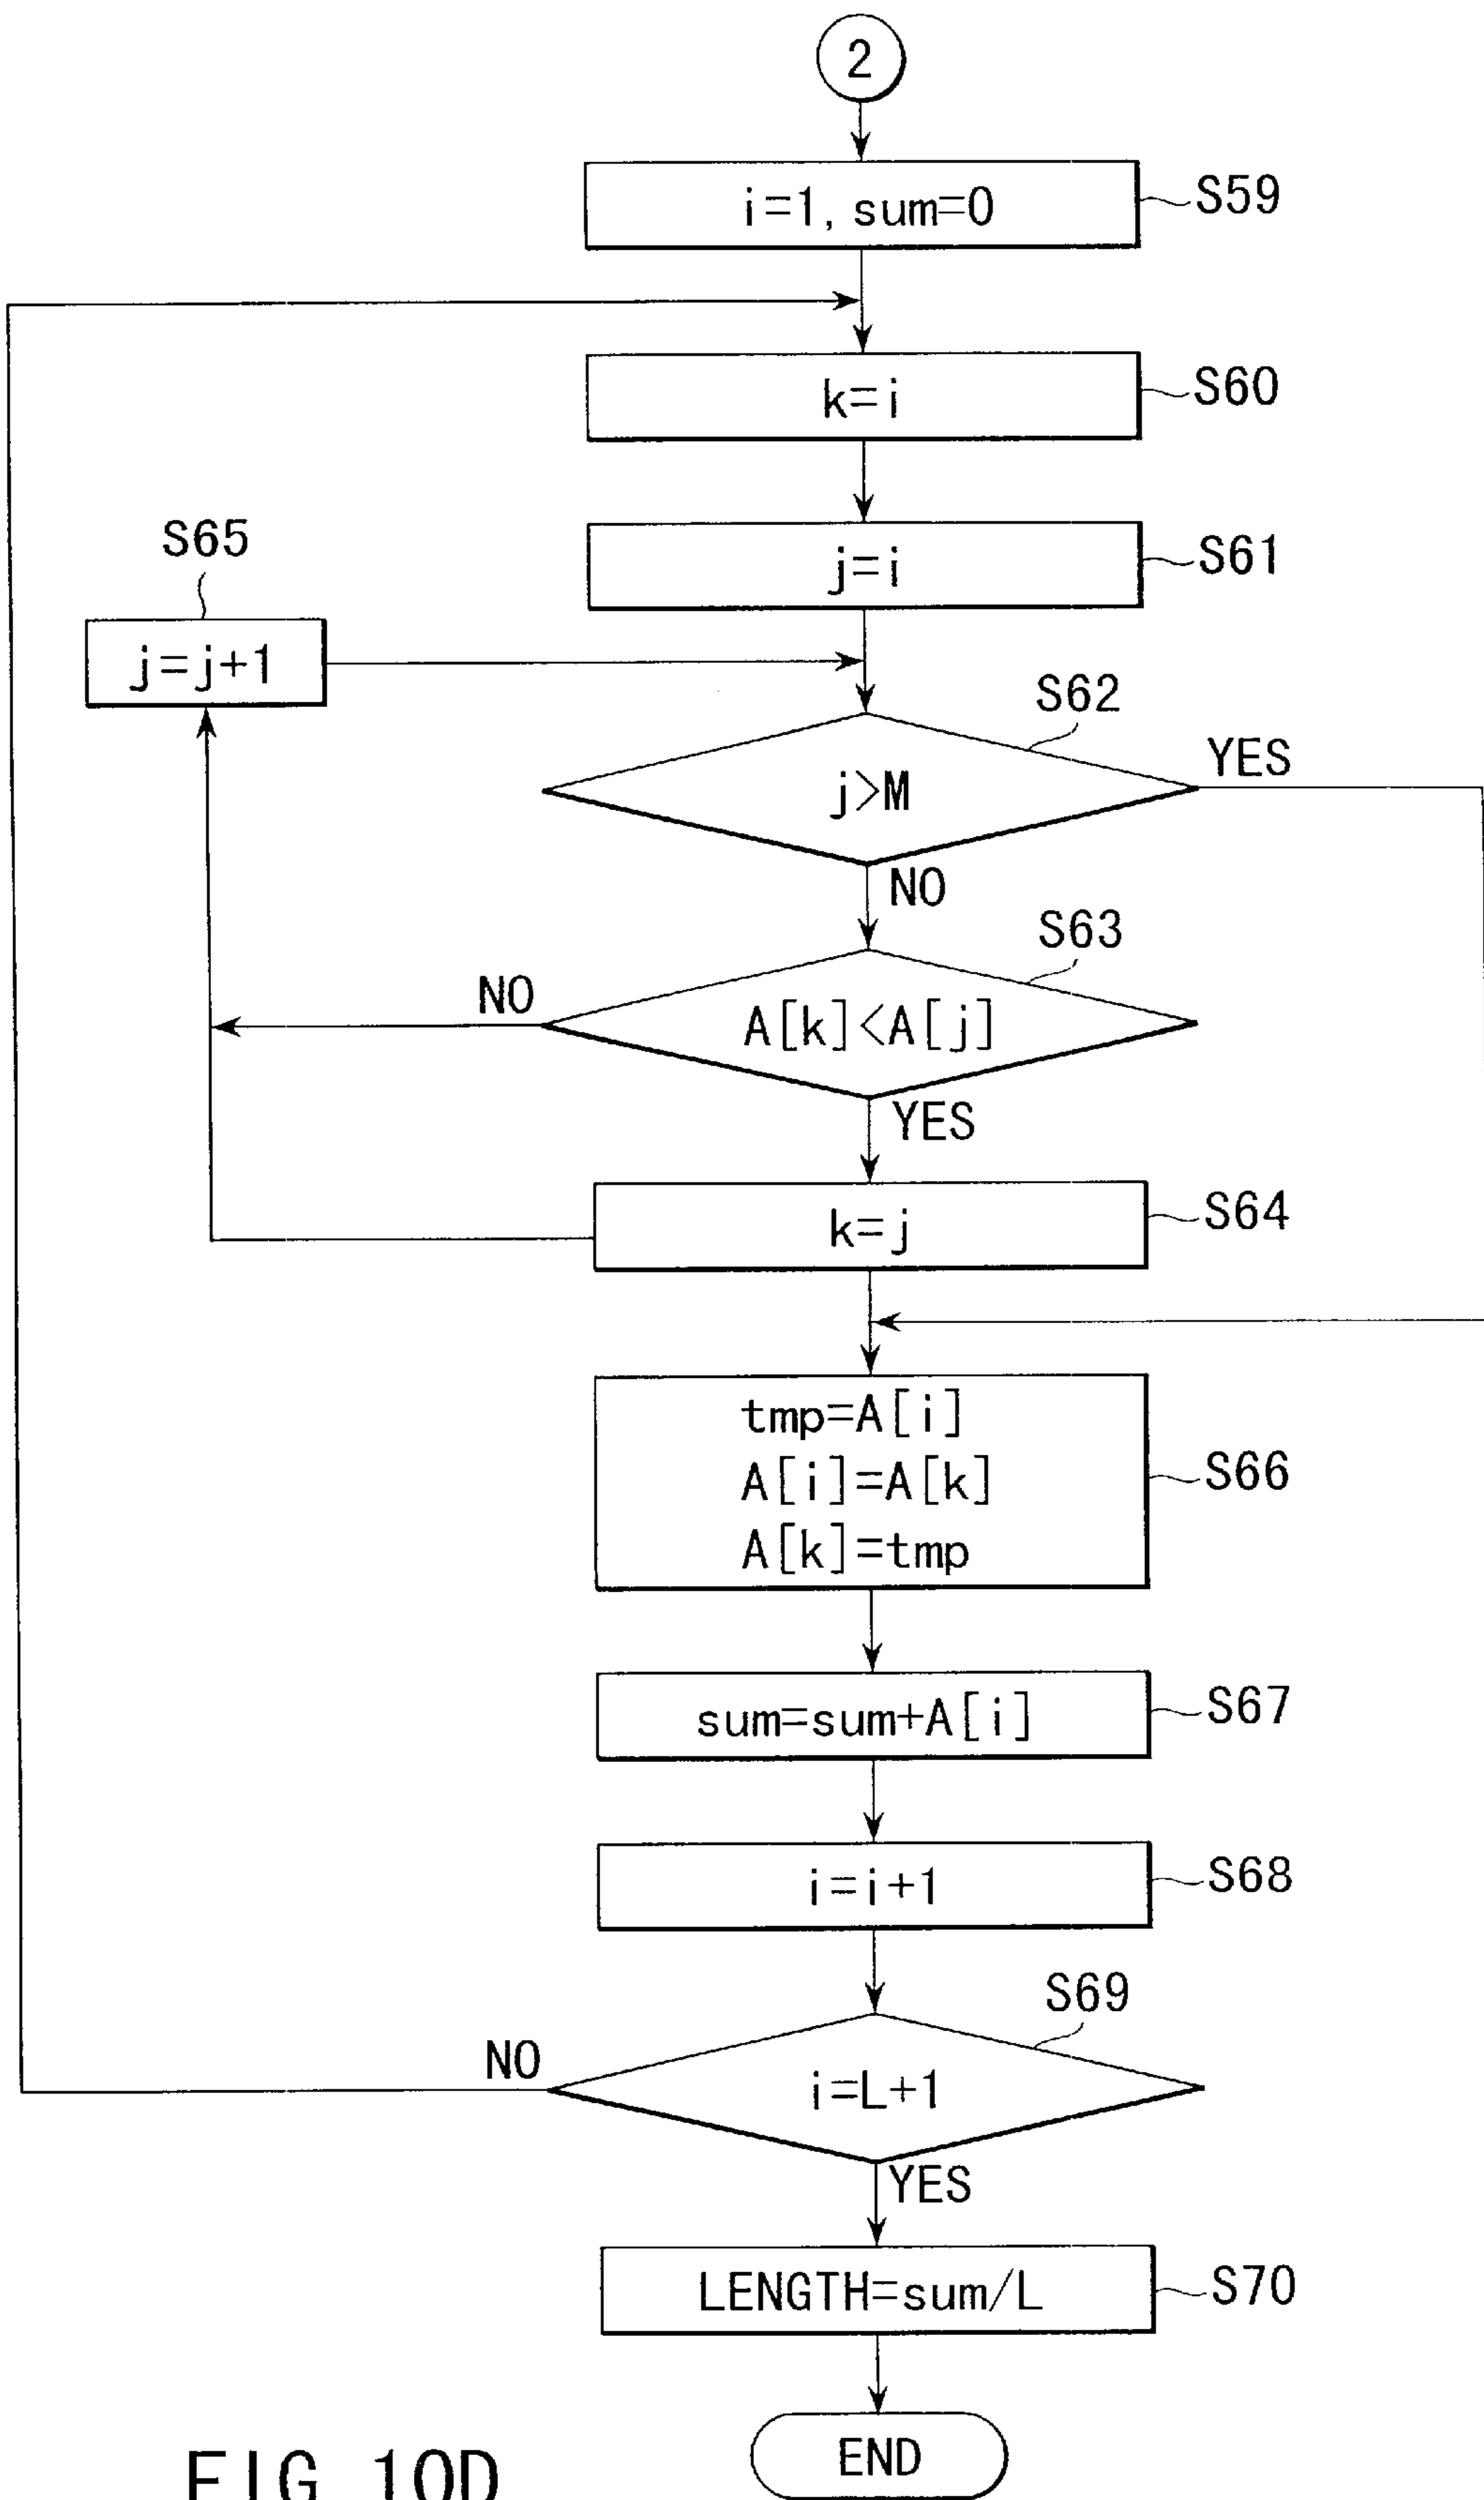 2
i=1, sum=0
S59
k=i
S60
S65
j=i
S61
j=j+1
S62
j>M
YES
NO
S63
NO
A[k]<A[j]
YES
k=j
S64
tmp=A[i]
A[i]=A[k]
S66
A[k]=tmp
sum=sum+A[i]
S67
i=i+1
S68
S69
NO
i=L+1
YES
LENGTH=sum/L
S70
END
FIG 10D